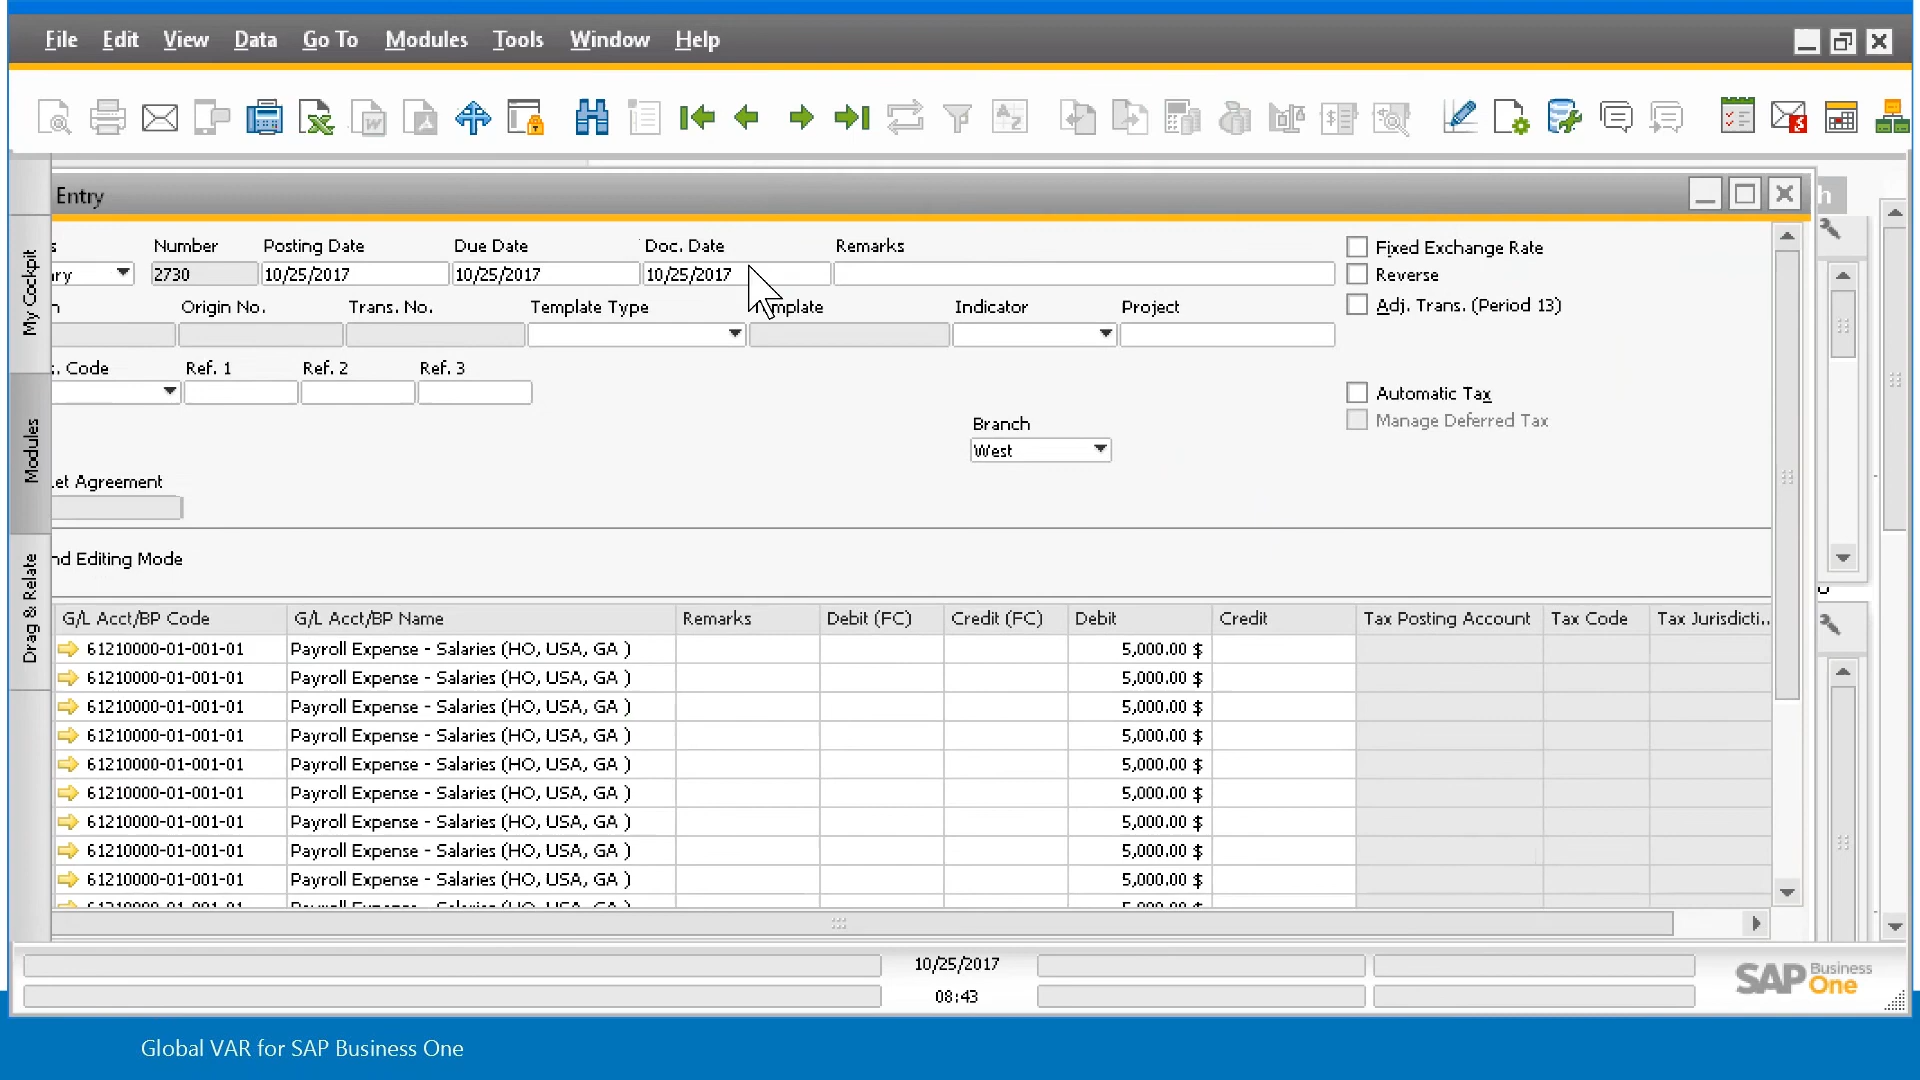 File Edit View Data Go To Modules Tools Window Help
Entry
Number Posting Date Due Date Doc. Date Remarks Fixed Exchange Rate
ry 2730 10/25/2017 10/25/2017 10/25/2017 Reverse
Origin No. Trans. No. Template Type mplate Indicator Project Adj. Trans. (Period 13)
. Code Ref. 1 Ref. 2 Ref. 3
Automatic Tax
Manage Deferred Tax
Branch
West
et Agreement
nd Editing Mode
My Cockpit
Modules
Drag & Relate
G/L Acct/BP Code G/L Acct/BP Name Remarks Debit (FC) Credit (FC) Debit Credit Tax Posting Account Tax Code Tax Jurisdicti..
61210000-01-001-01 Payroll Expense - Salaries (HO, USA, GA ) 5,000.00 $
61210000-01-001-01 Payroll Expense - Salaries (HO, USA, GA ) 5,000.00 $
61210000-01-001-01 Payroll Expense - Salaries (HO, USA, GA ) 5,000.00 $
61210000-01-001-01 Payroll Expense - Salaries (HO, USA, GA ) 5,000.00 $
61210000-01-001-01 Payroll Expense - Salaries (HO, USA, GA ) 5,000.00 $
61210000-01-001-01 Payroll Expense - Salaries (HO, USA, GA ) 5,000.00 $
61210000-01-001-01 Payroll Expense - Salaries (HO, USA, GA ) 5,000.00 $
61210000-01-001-01 Payroll Expense - Salaries (HO, USA, GA ) 5,000.00 $
61210000-01-001-01 Payroll Expense - Salaries (HO, USA, GA ) 5,000.00 $
10/25/2017
08:43
SAP Business One
Global VAR for SAP Business One